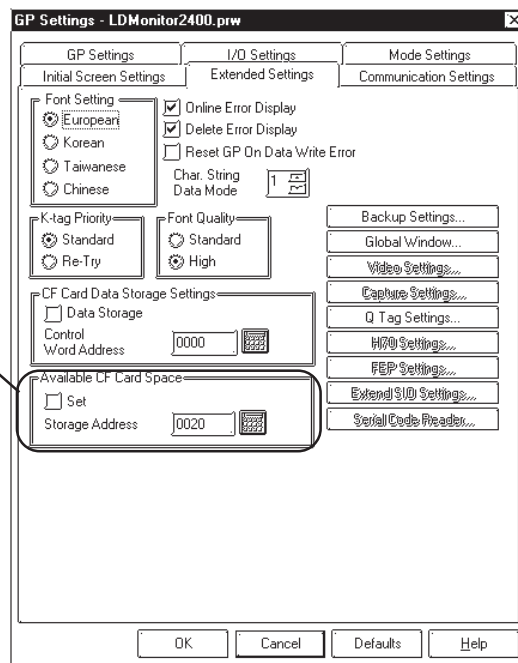 GP Settings - LDMonitor2400.prw
GP Settings
I/O Settings
Mode Settings
Initial Screen Settings
Extended Settings
Communication Settings
Font Setting
European
Korean
Taiwanese
Chinese
Online Error Display
Delete Error Display
Reset GP On Data Write Error
Char. String
Data Mode
1
K-tag Priority
Standard
Re-Try
Font Quality
Standard
High
CF Card Data Storage Settings
Data Storage
Control
Word Address
0000
Available CF Card Space
Set
Storage Address
0020
Backup Settings...
Global Window...
Video Settings...
Capture Settings...
Q Tag Settings...
H70 Settings...
FEP Settings...
Extend SIO Settings...
Serial Code Reader...
OK
Cancel
Defaults
Help